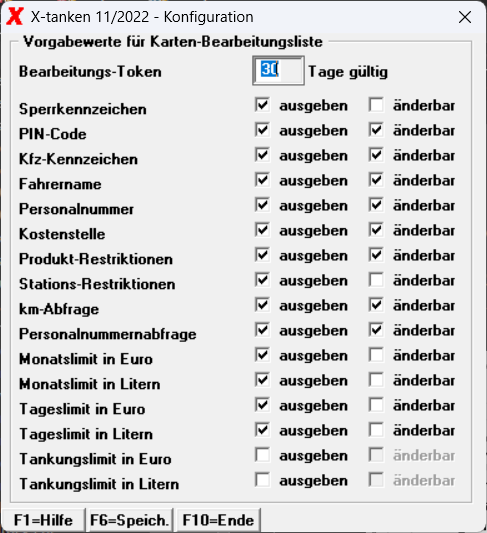 X-tanken 11/2022 - Konfiguration
Vorgabewerte für Karten-Bearbeitungsliste
Bearbeitungs-Token 30 Tage gültig
Sperrkennzeichen ausgeben änderbar
PIN-Code ausgeben änderbar
Kfz-Kennzeichen ausgeben änderbar
Fahrername ausgeben änderbar
Personalnummer ausgeben änderbar
Kostenstelle ausgeben änderbar
Produkt-Restriktionen ausgeben änderbar
Stations-Restriktionen ausgeben änderbar
km-Abfrage ausgeben änderbar
Personalnummernabfrage ausgeben änderbar
Monatslimit in Euro ausgeben änderbar
Monatslimit in Litern ausgeben änderbar
Tageslimit in Euro ausgeben änderbar
Tageslimit in Litern ausgeben änderbar
Tankungslimit in Euro ausgeben änderbar
Tankungslimit in Litern ausgeben änderbar
F1=Hilfe F6=Speich. F10=Ende